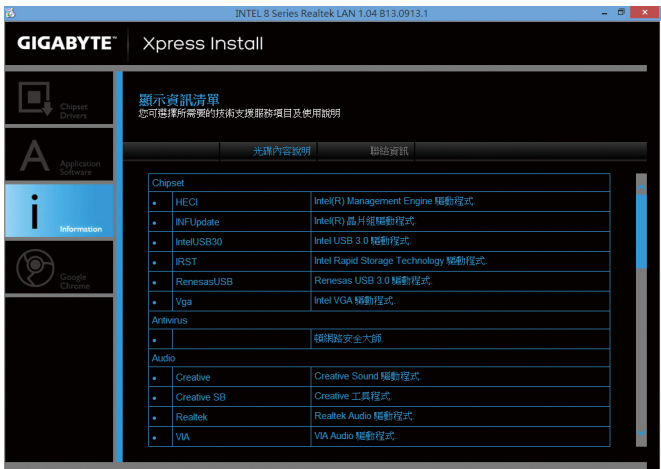 INTEL 8 Series Realtek LAN 1.04 B13.0913.1
GIGABYTE™ Xpress Install
Chipset
Drivers
Application
Software
Information
Google
Chrome
顯示資訊清單
您可選擇所需要的技術支援服務項目及使用說明
光碟內容說明 聯絡資訊
Chipset
• HECI Intel(R) Management Engine 驅動程式.
• INFUpdate Intel(R) 晶片組驅動程式.
• IntelUSB30 Intel USB 3.0 驅動程式.
• IRST Intel Rapid Storage Technology 驅動程式.
• RenesasUSB Renesas USB 3.0 驅動程式.
• Vga Intel VGA 驅動程式.
Antivirus
• 頓網路安全大師.
Audio
• Creative Creative Sound 驅動程式.
• Creative SB Creative 工具程式.
• Realtek Realtek Audio 驅動程式.
• VIA VIA Audio 驅動程式.